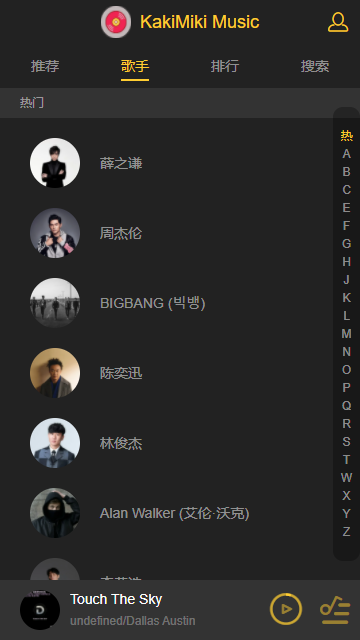 KakiMiki Music
推荐 歌手 排行 搜索
热门
薛之谦
周杰伦
BIGBANG (빅뱅)
陈奕迅
林俊杰
Alan Walker (艾伦·沃克)
热
A
B
C
E
F
G
H
J
K
L
M
N
O
P
Q
R
S
T
W
X
Y
Z
Touch The Sky
undefined/Dallas Austin